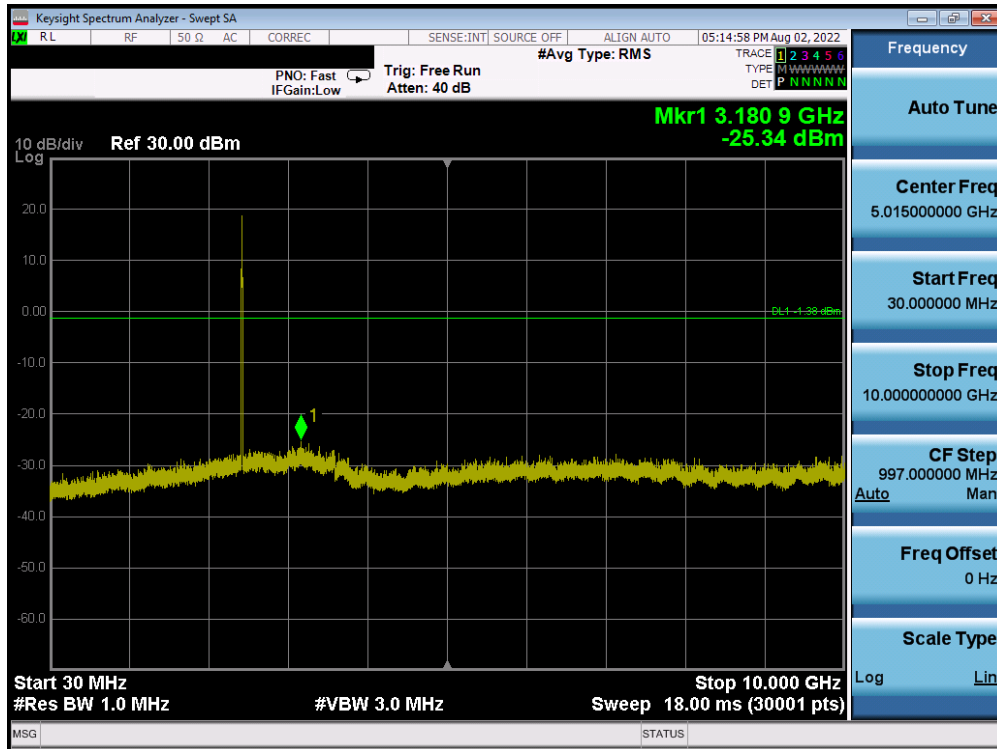 Keysight Spectrum Analyzer - Swept SA
LXI RL RF 50 Ω AC CORREC SENSE:INT SOURCE OFF ALIGN AUTO 05:14:58 PM Aug 02, 2022
PNO: Fast
IFGain:Low
Trig: Free Run
Atten: 40 dB
#Avg Type: RMS
TRACE 1 2 3 4 5 6
TYPE M WWWWW
DET P N N N N N
Mkr1 3.180 9 GHz
-25.34 dBm
10 dB/div Ref 30.00 dBm
Log
20.0
10.0
0.00
DL1 -1.38 dBm
-10.0
-20.0
1
-30.0
-40.0
-50.0
-60.0
Start 30 MHz
Stop 10.000 GHz
#Res BW 1.0 MHz
#VBW 3.0 MHz
Sweep 18.00 ms (30001 pts)
MSG
STATUS
Frequency
Auto Tune
Center Freq
5.015000000 GHz
Start Freq
30.000000 MHz
Stop Freq
10.000000000 GHz
CF Step
997.000000 MHz
Auto Man
Freq Offset
0 Hz
Scale Type
Log Lin